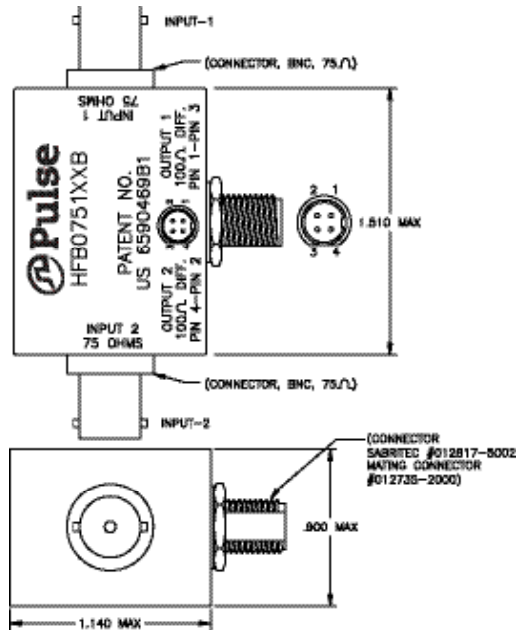 INPUT-1
(CONNECTOR, BNC, 75Ω)
INPUT 1
75 OHMS
Pulse
HFB0751XXB
PATENT NO.
US 6590469B1
OUTPUT 1
100Ω DIFF.
PIN 1-PIN 3
OUTPUT 2
100Ω DIFF.
PIN 4-PIN 2
2 1
3 4
1.510 MAX
INPUT 2
75 OHMS
(CONNECTOR, BNC, 75Ω)
INPUT-2
(CONNECTOR
SABRITEC #012817-5002
MATING CONNECTOR
#012735-2000)
.900 MAX
1.140 MAX